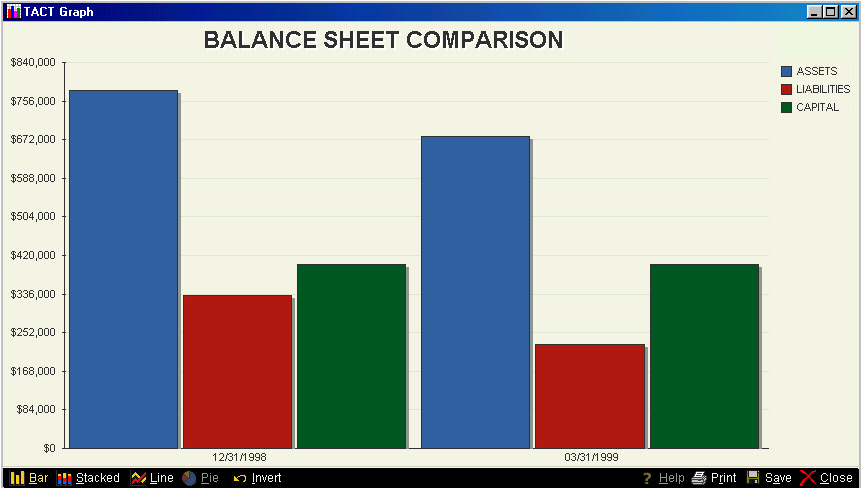 TACT Graph
BALANCE SHEET COMPARISON
$840,000
$756,000
$672,000
$588,000
$504,000
$420,000
$336,000
$252,000
$168,000
$84,000
$0
12/31/1998 03/31/1999
ASSETS
LIABILITIES
CAPITAL
Bar Stacked Line Pie Invert ? Help Print Save Close